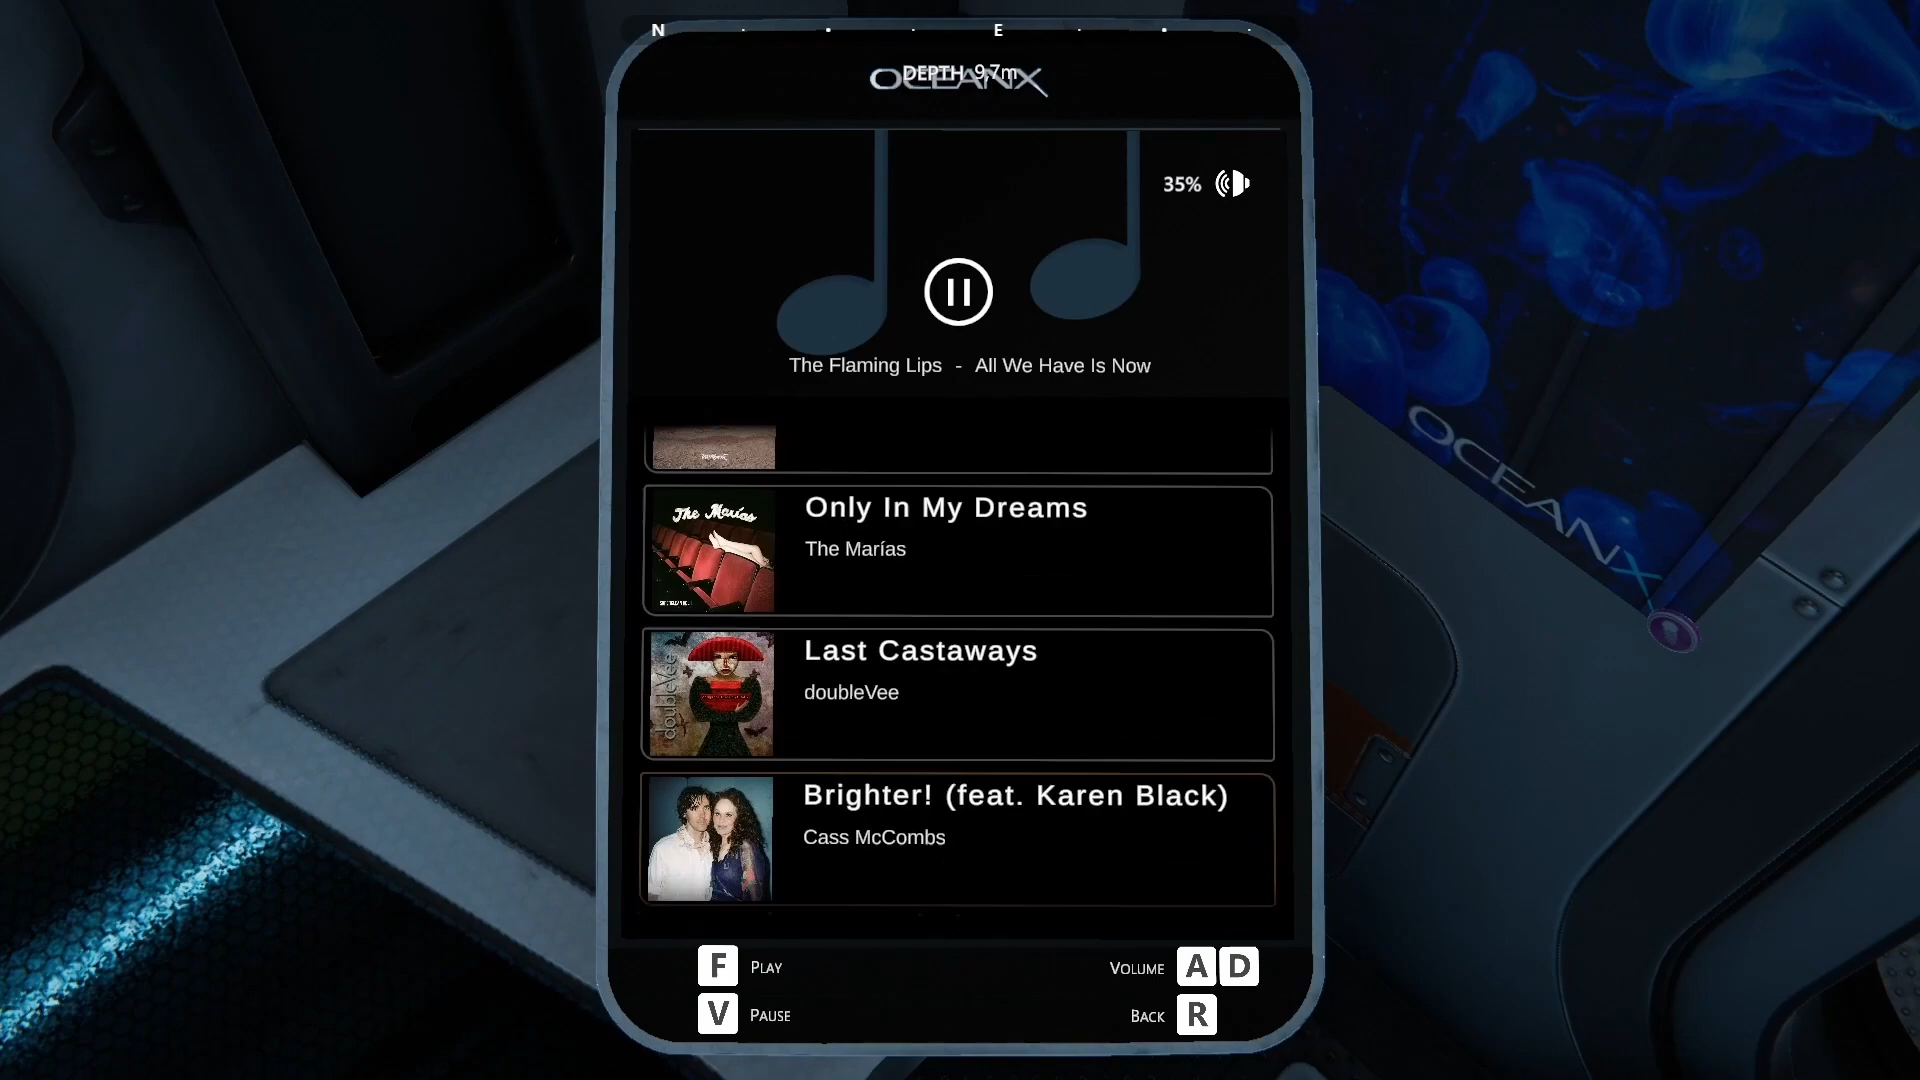 N E
DEPTH 9,7m
OCEANX
35%
The Flaming Lips - All We Have Is Now
Only In My Dreams
The Marías
The Marías
Last Castaways
doubleVee
doubleVee
Brighter! (feat. Karen Black)
Cass McCombs
F PLAY
VOLUME A D
V PAUSE
BACK R
OCEANX